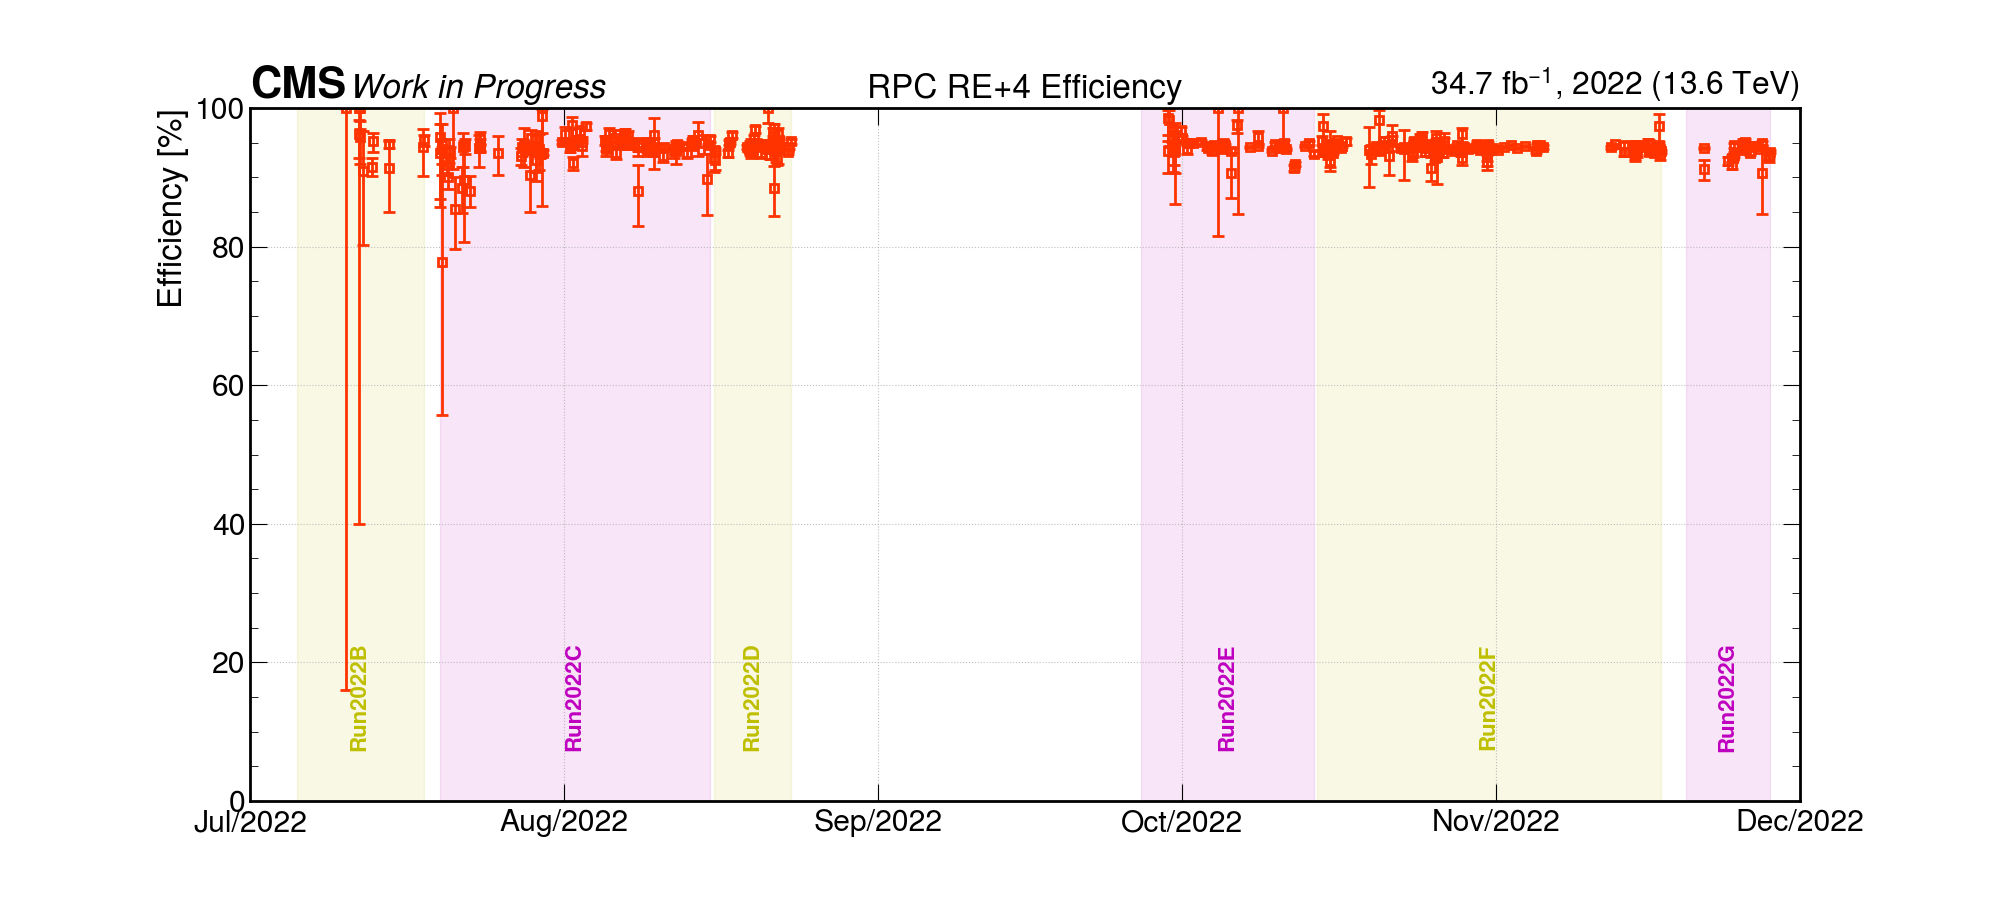 CMS Work in Progress RPC RE+4 Efficiency 34.7 fb⁻¹, 2022 (13.6 TeV)
Efficiency [%]
100
80
60
40
20
0
Run2022B Run2022C Run2022D Run2022E Run2022F Run2022G
Jul/2022 Aug/2022 Sep/2022 Oct/2022 Nov/2022 Dec/2022